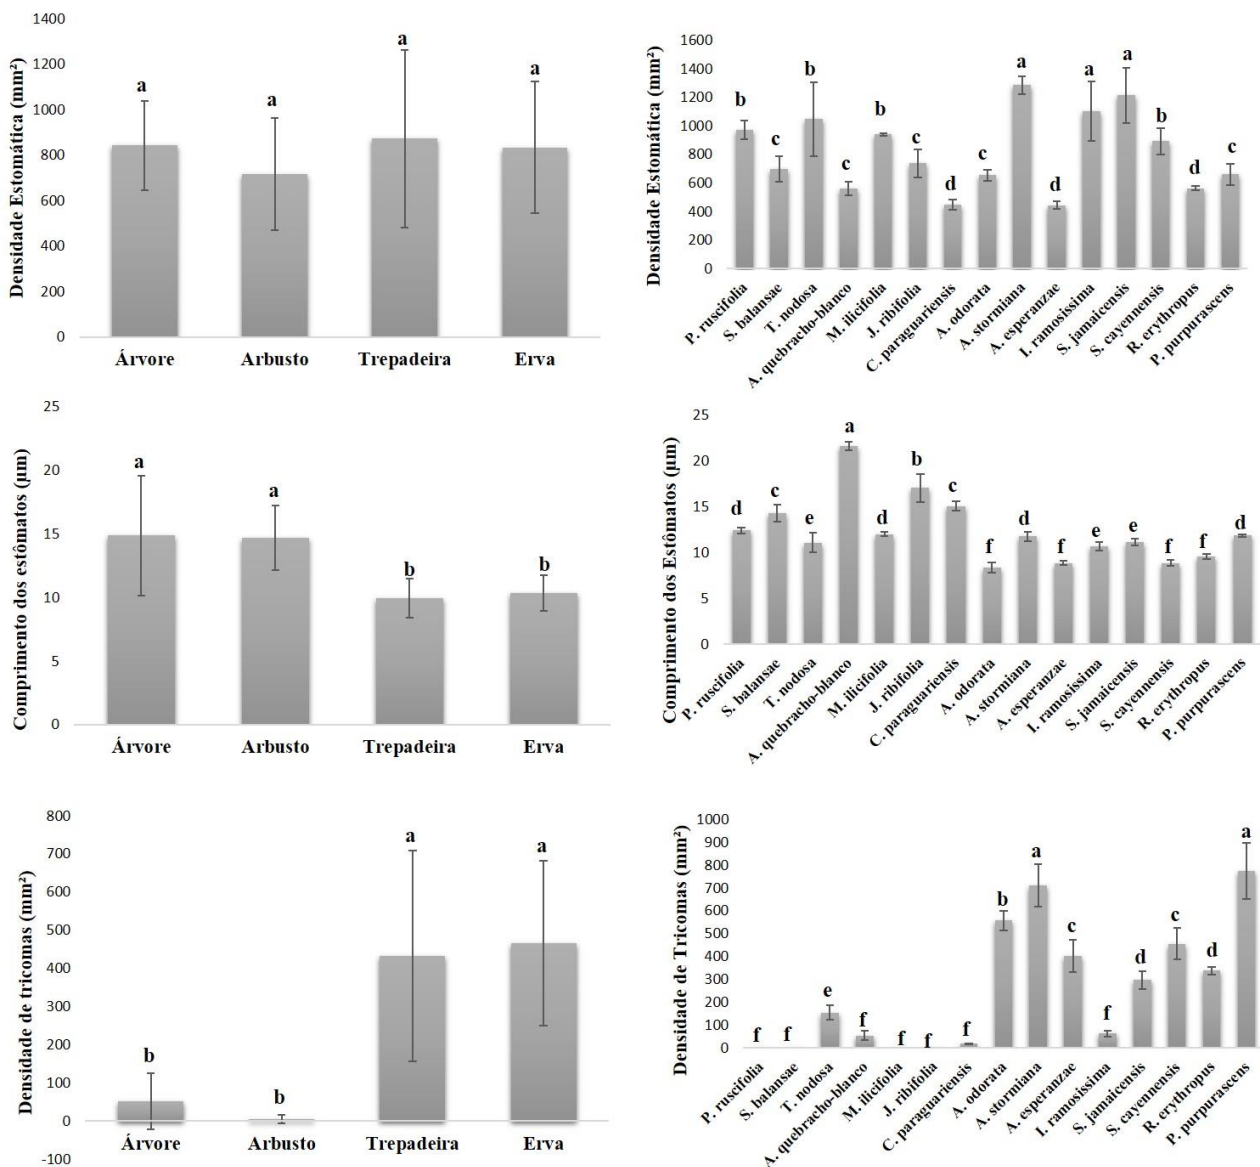 Densidade Estomática (mm²)
1400
1200
1000
800
600
400
200
0
a
a
a
a
Árvore
Arbusto
Trepadeira
Erva
Densidade Estomática (mm²)
1600
1400
1200
1000
800
600
400
200
0
b
c
b
c
b
c
d
c
a
d
a
a
b
d
c
P. ruscifolia
S. balansae
T. nodosa
A. quebracho-blanco
M. ilicifolia
J. ribifolia
C. paraguariensis
A. odorata
A. stormiana
A. esperanzae
I. ramosissima
S. jamaicensis
S. cayennensis
R. erythropus
P. purpurascens
Comprimento dos estômatos (µm)
25
20
15
10
5
0
a
a
b
b
Árvore
Arbusto
Trepadeira
Erva
Comprimento dos Estômatos (µm)
25
20
15
10
5
0
d
c
e
a
d
b
c
f
d
f
e
e
f
f
d
P. ruscifolia
S. balansae
T. nodosa
A. quebracho-blanco
M. ilicifolia
J. ribifolia
C. paraguariensis
A. odorata
A. stormiana
A. esperanzae
I. ramosissima
S. jamaicensis
S. cayennensis
R. erythropus
P. purpurascens
Densidade de tricomas (mm²)
800
700
600
500
400
300
200
100
0
-100
b
b
a
a
Árvore
Arbusto
Trepadeira
Erva
Densidade de Tricomas (mm²)
1000
900
800
700
600
500
400
300
200
100
0
f
f
e
f
f
f
f
b
a
c
f
d
c
d
a
P. ruscifolia
S. balansae
T. nodosa
A. quebracho-blanco
M. ilicifolia
J. ribifolia
C. paraguariensis
A. odorata
A. stormiana
A. esperanzae
I. ramosissima
S. jamaicensis
S. cayennensis
R. erythropus
P. purpurascens